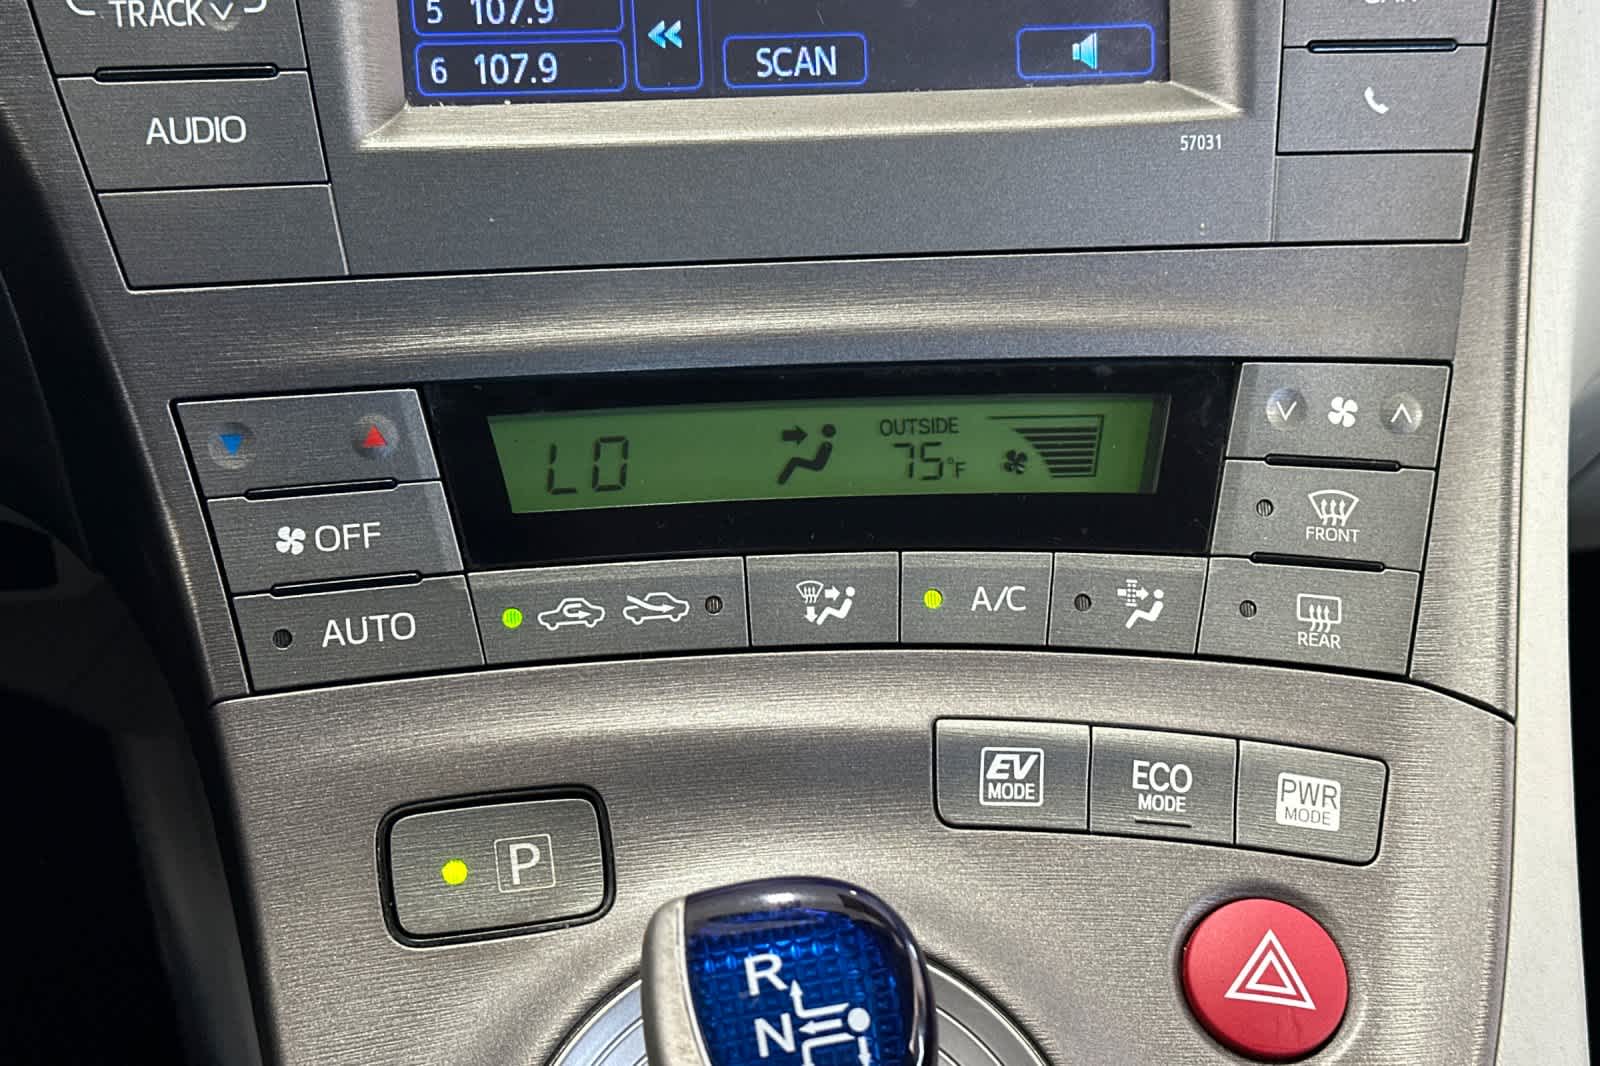 TRACK
5 107.9
6 107.9
SCAN
AUDIO
57031
LO
OUTSIDE
75°F
OFF
FRONT
AUTO
A/C
REAR
EV
MODE
ECO
MODE
PWR
MODE
P
R
N